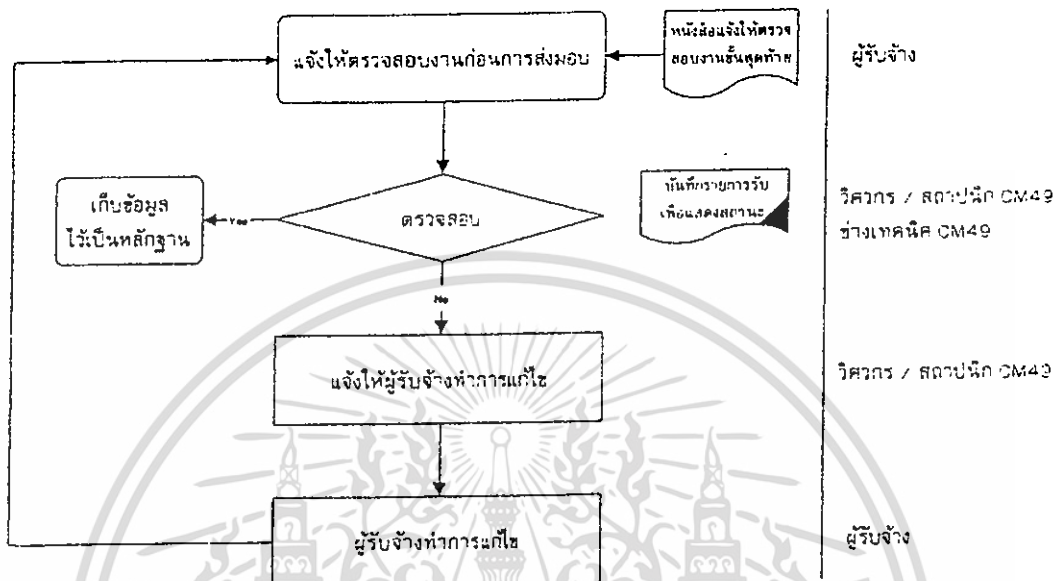 แจ้งให้ตรวจสอบงานก่อนการส่งมอบ
หนังสือแจ้งให้ตรวจ
สอบงานขั้นสุดท้าย
ผู้รับจ้าง
เก็บข้อมูล
ไว้เป็นหลักฐาน
Yes
ตรวจสอบ
บันทึกรายการรับ
เพื่อแสดงสถานะ
วิศวกร / สถาปนิก CM49
ช่างเทคนิค CM49
No
แจ้งให้ผู้รับจ้างทำการแก้ไข
วิศวกร / สถาปนิก CM49
ผู้รับจ้างทำการแก้ไข
ผู้รับจ้าง